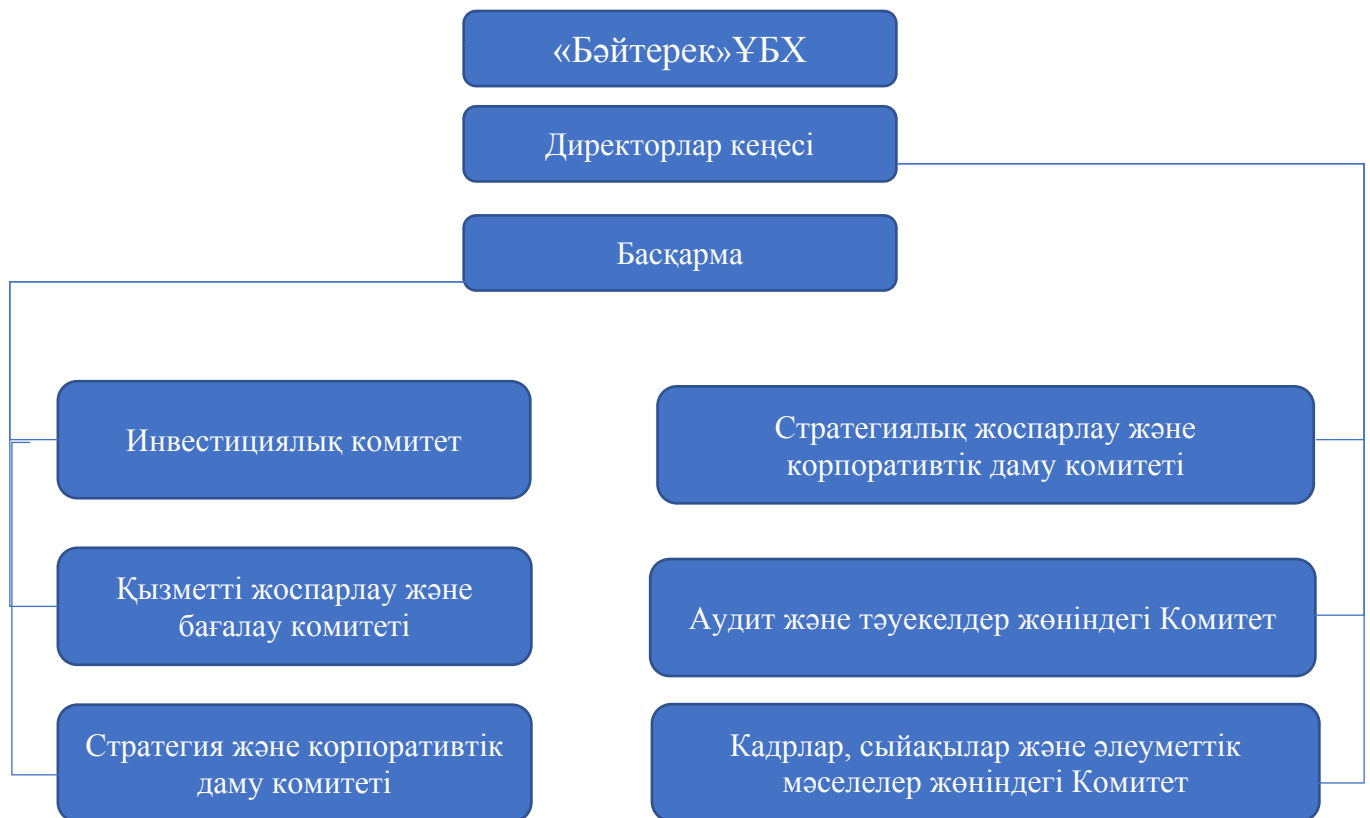 «Бәйтерек»ҰБХ
Директорлар кеңесі
Басқарма
Инвестициялық комитет
Қызметті жоспарлау және
бағалау комитеті
Стратегия және корпоративтік
даму комитеті
Стратегиялық жоспарлау және
корпоративтік даму комитеті
Аудит және тәуекелдер жөніндегі Комитет
Кадрлар, сыйақылар және әлеуметтік
мәселелер жөніндегі Комитет